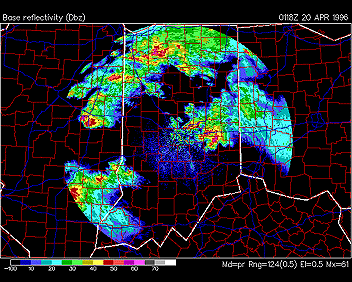 Base reflectivity (Dbz) 0118Z 20 APR 1996
-100 10 20 30 40 50 60 70 Md=pr Rng=124(0.5) El=0.5 Mx=61